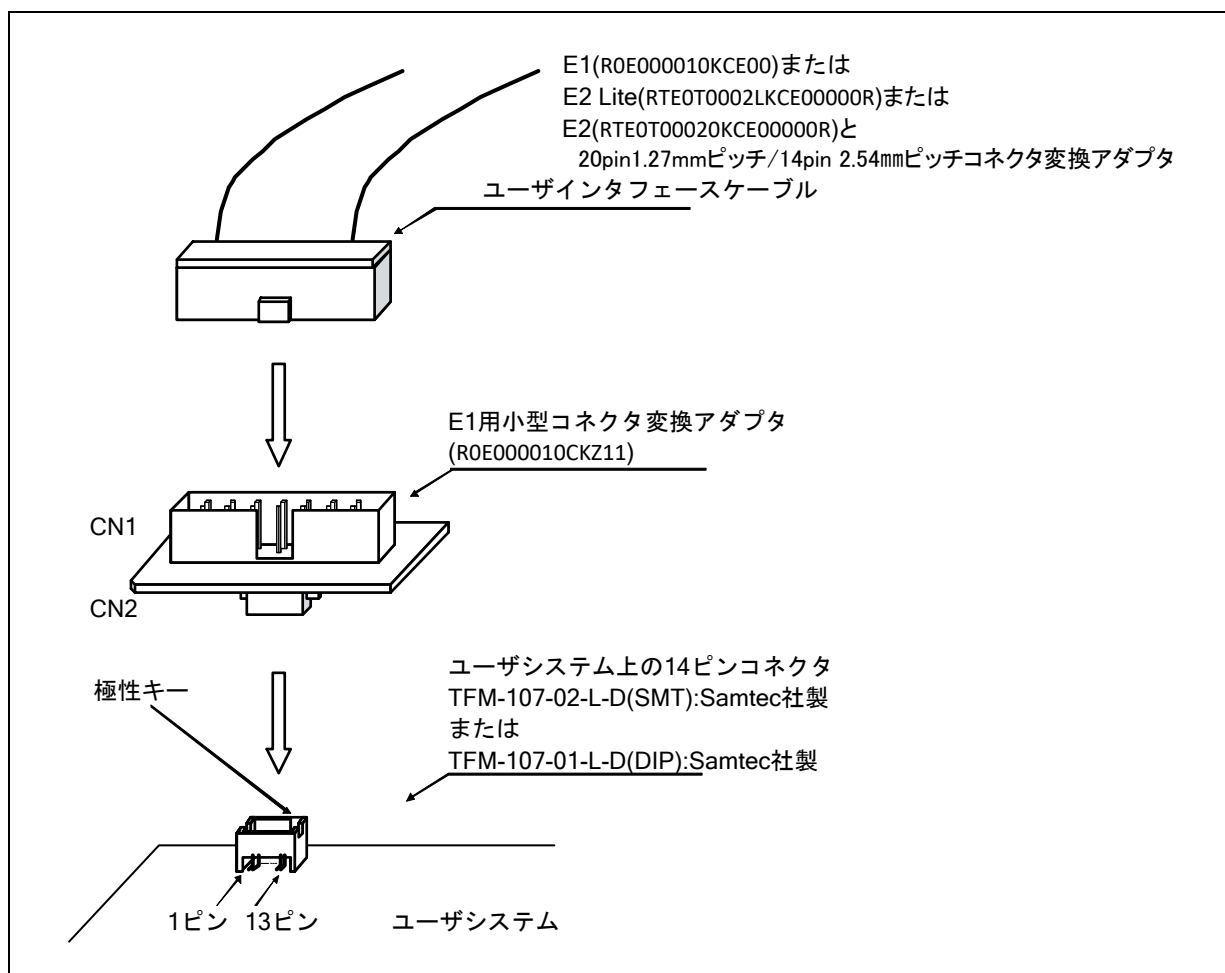 E1(R0E000010KCE00)または
E2 Lite(RTE0T0002LKCE00000R)または
E2(RTE0T00020KCE00000R)と
20pin1.27mmピッチ/14pin 2.54㎜ピッチコネクタ変換アダプタ
ユーザインタフェースケーブル
E1用小型コネクタ変換アダプタ
(R0E000010CKZ11)
CN1
CN2
ユーザシステム上の14ピンコネクタ
TFM-107-02-L-D(SMT):Samtec社製
または
TFM-107-01-L-D(DIP):Samtec社製
極性キー
1ピン
13ピン
ユーザシステム